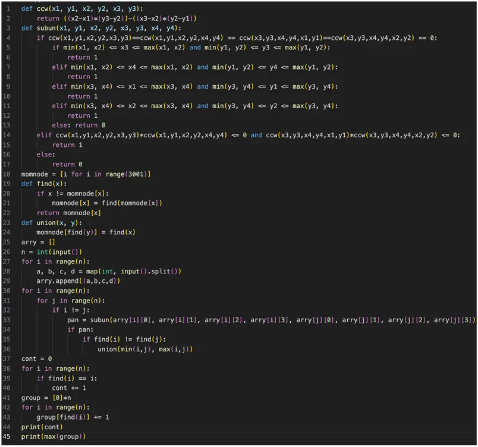 1 def ccw(x1, y1, x2, y2, x3, y3):
2     return ((x2-x1)*(y3-y2))-((x3-x2)*(y2-y1))
3 def subun(x1, y1, x2, y2, x3, y3, x4, y4):
4     if ccw(x1,y1,x2,y2,x3,y3)==ccw(x1,y1,x2,y2,x4,y4) == ccw(x3,y3,x4,y4,x1,y1)==ccw(x3,y3,x4,y4,x2,y2) == 0:
5         if min(x1, x2) <= x3 <= max(x1, x2) and min(y1, y2) <= y3 <= max(y1, y2):
6             return 1
7         elif min(x1, x2) <= x4 <= max(x1, x2) and min(y1, y2) <= y4 <= max(y1, y2):
8             return 1
9         elif min(x3, x4) <= x1 <= max(x3, x4) and min(y3, y4) <= y1 <= max(y3, y4):
10             return 1
11         elif min(x3, x4) <= x2 <= max(x3, x4) and min(y3, y4) <= y2 <= max(y3, y4):
12             return 1
13         else: return 0
14     elif ccw(x1,y1,x2,y2,x3,y3)*ccw(x1,y1,x2,y2,x4,y4) <= 0 and ccw(x3,y3,x4,y4,x1,y1)*ccw(x3,y3,x4,y4,x2,y2) <= 0:
15         return 1
16     else:
17         return 0
18 momnode = [i for i in range(3001)]
19 def find(x):
20     if x != momnode[x]:
21         momnode[x] = find(momnode[x])
22     return momnode[x]
23 def union(x, y):
24     momnode[find(y)] = find(x)
25 arry = []
26 n = int(input())
27 for i in range(n):
28     a, b, c, d = map(int, input().split())
29     arry.append((a,b,c,d))
30 for i in range(n):
31     for j in range(n):
32         if i != j:
33             pan = subun(arry[i][0], arry[i][1], arry[i][2], arry[i][3], arry[j][0], arry[j][1], arry[j][2], arry[j][3])
34             if pan:
35                 if find(i) != find(j):
36                     union(min(i,j), max(i,j))
37 cont = 0
38 for i in range(n):
39     if find(i) == i:
40         cont += 1
41 group = [0]*n
42 for i in range(n):
43     group[find(i)] += 1
44 print(cont)
45 print(max(group))